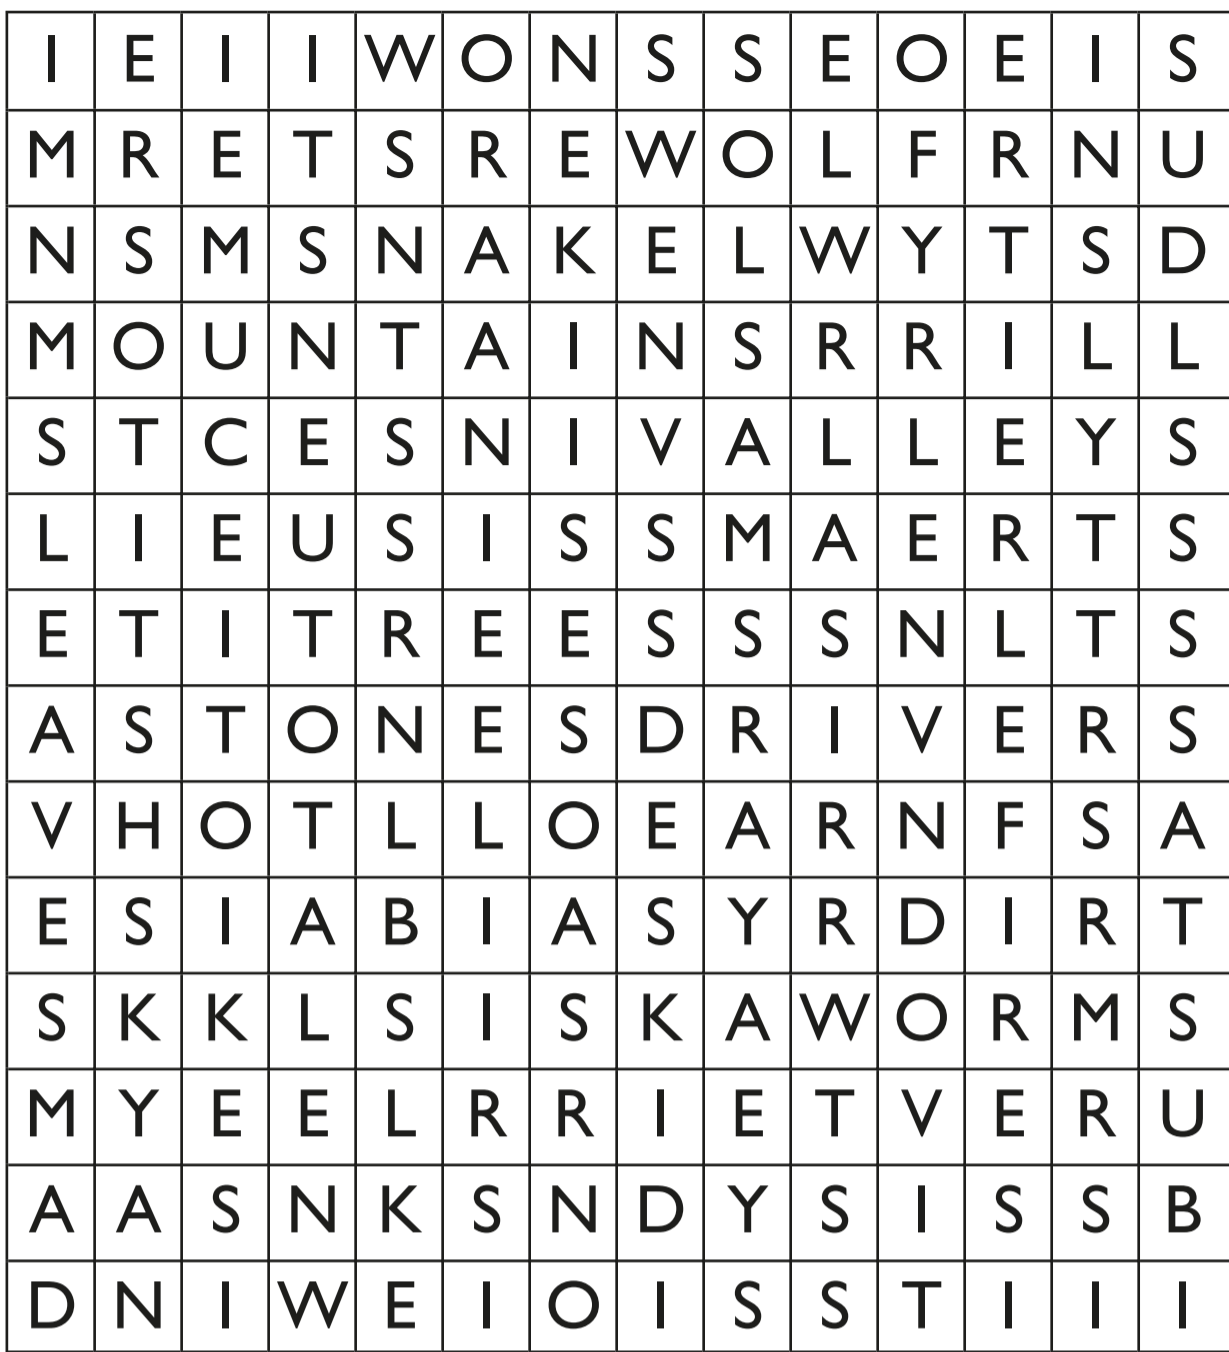 I E I I W O N S S E O E I S
M R E T S R E W O L F R N U
N S M S N A K E L W Y T S D
M O U N T A I N S R R I L L
S T C E S N I V A L L E Y S
L I E U S I S S M A E R T S
E T I T R E E S S S N L T S
A S T O N E S D R I V E R S
V H O T L L O E A R N F S A
E S I A B I A S Y R D I R T
S K K L S I S K A W O R M S
M Y E E L R R I E T V E R U
A A S N K S N D Y S I S S B
D N I W E I O I S S T I I I